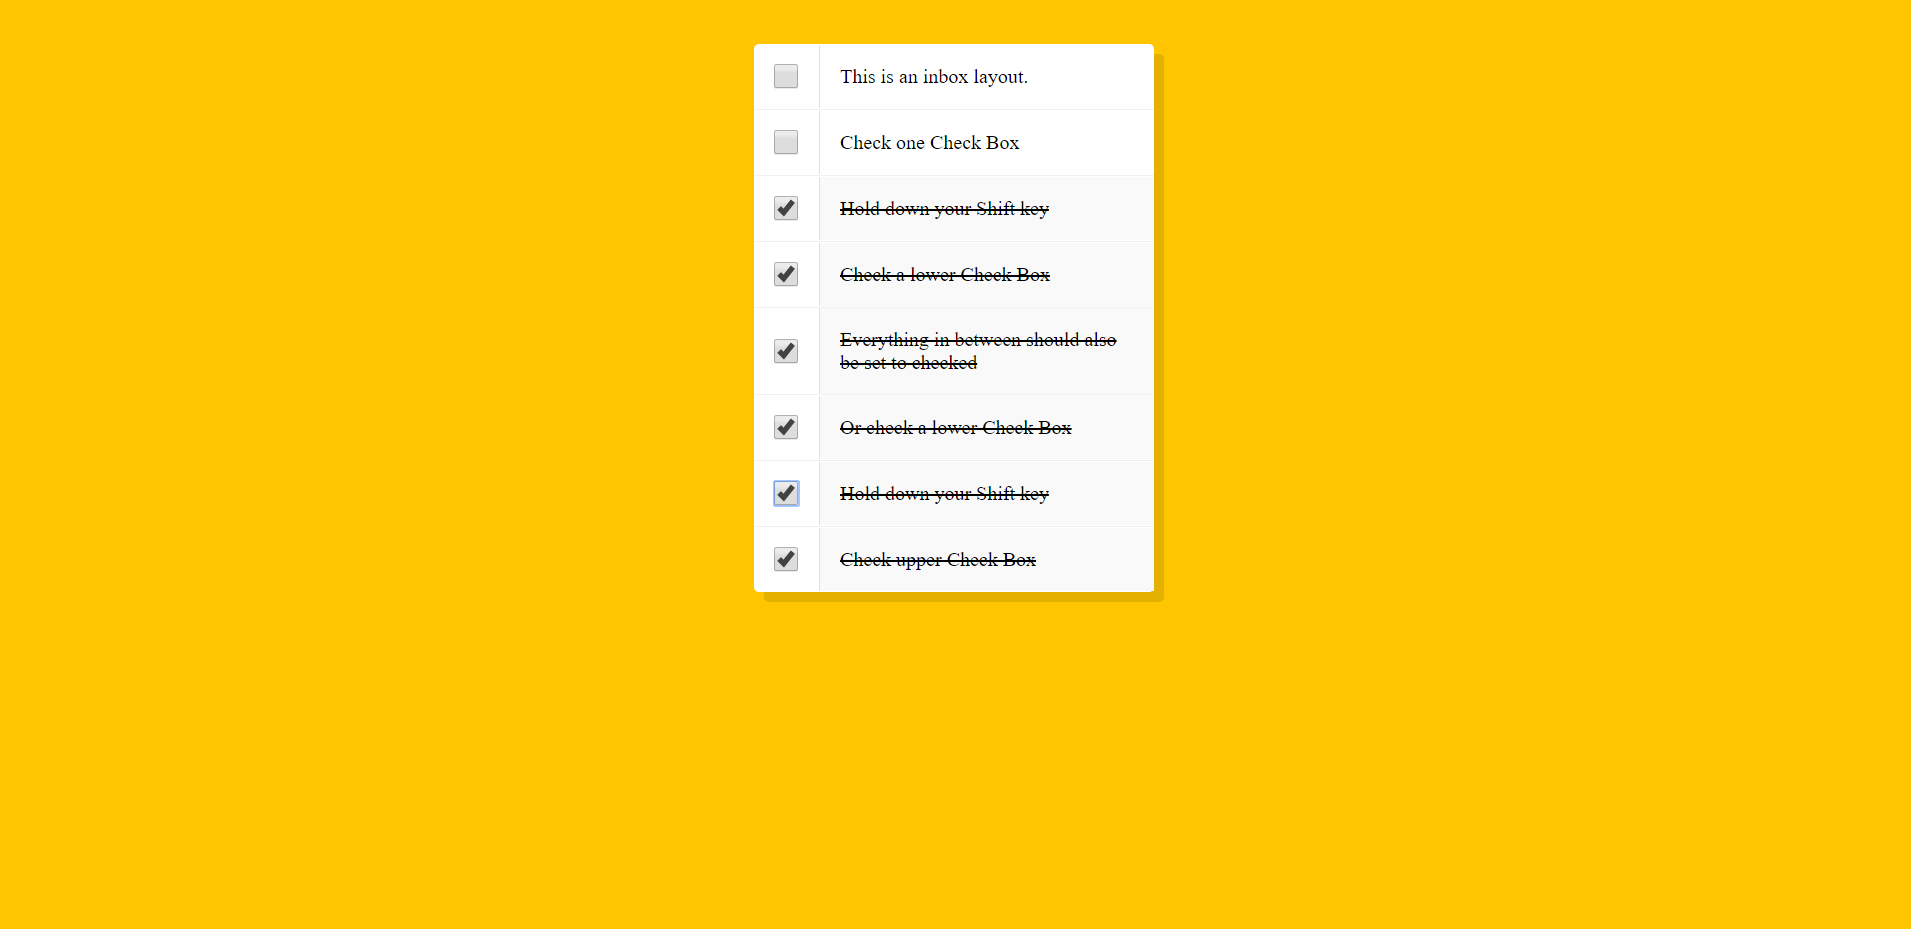 This is an inbox layout.
Check one Check Box
Hold down your Shift key
Check a lower Check Box
Everything in between should also
be set to checked
Or check a lower Check Box
Hold down your Shift key
Check upper Check Box